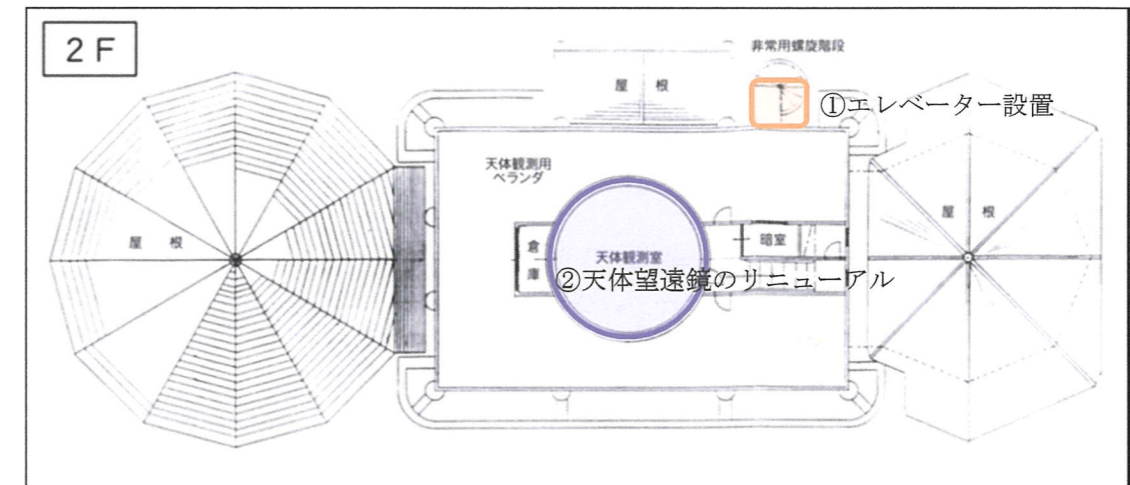 2F
非常用螺旋階段
屋 根
①エレベーター設置
天体観測用
ベランダ
屋 根
倉
庫
天体観測室
暗室
屋 根
②天体望遠鏡のリニューアル